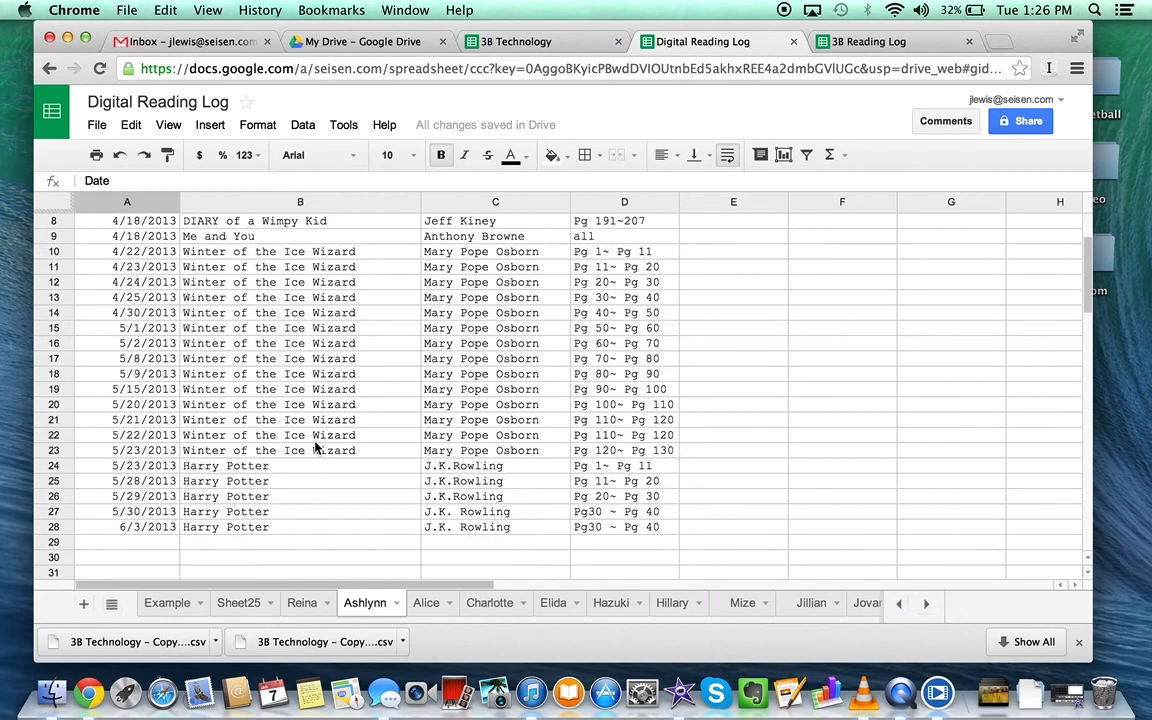 Chrome File Edit View History Bookmarks Window Help 32% Tue 1:26 PM
Inbox - jlewis@seisen.com × My Drive - Google Drive × 3B Technology × Digital Reading Log × 3B Reading Log ×
https://docs.google.com/a/seisen.com/spreadsheet/ccc?key=0AggoBKyicPBwdDVIOUtnbEd5akhxREE4a2dmbGVlUGc&usp=drive_web#gid...
Digital Reading Log jlewis@seisen.com
File Edit View Insert Format Data Tools Help All changes saved in Drive Comments Share
$ % 123 Arial 10 B I S A Σ
fx Date
A B C D E F G H
8 4/18/2013 DIARY of a Wimpy Kid Jeff Kiney Pg 191~207
9 4/18/2013 Me and You Anthony Browne all
10 4/22/2013 Winter of the Ice Wizard Mary Pope Osborn Pg 1~ Pg 11
11 4/23/2013 Winter of the Ice Wizard Mary Pope Osborn Pg 11~ Pg 20
12 4/24/2013 Winter of the Ice Wizard Mary Pope Osborn Pg 20~ Pg 30
13 4/25/2013 Winter of the Ice Wizard Mary Pope Osborn Pg 30~ Pg 40
14 4/30/2013 Winter of the Ice Wizard Mary Pope Osborn Pg 40~ Pg 50
15 5/1/2013 Winter of the Ice Wizard Mary Pope Osborn Pg 50~ Pg 60
16 5/2/2013 Winter of the Ice Wizard Mary Pope Osborn Pg 60~ Pg 70
17 5/8/2013 Winter of the Ice Wizard Mary Pope Osborn Pg 70~ Pg 80
18 5/9/2013 Winter of the Ice Wizard Mary Pope Osborn Pg 80~ Pg 90
19 5/15/2013 Winter of the Ice Wizard Mary Pope Osborn Pg 90~ Pg 100
20 5/20/2013 Winter of the Ice Wizard Mary Pope Osborn Pg 100~ Pg 110
21 5/21/2013 Winter of the Ice Wizard Mary Pope Osborn Pg 110~ Pg 120
22 5/22/2013 Winter of the Ice Wizard Mary Pope Osborn Pg 110~ Pg 120
23 5/23/2013 Winter of the Ice Wizard Mary Pope Osborn Pg 120~ Pg 130
24 5/23/2013 Harry Potter J.K.Rowling Pg 1~ Pg 11
25 5/28/2013 Harry Potter J.K.Rowling Pg 11~ Pg 20
26 5/29/2013 Harry Potter J.K.Rowling Pg 20~ Pg 30
27 5/30/2013 Harry Potter J.K. Rowling Pg30 ~ Pg 40
28 6/3/2013 Harry Potter J.K. Rowling Pg30 ~ Pg 40
29
30
31
+ Example Sheet25 Reina Ashlynn Alice Charlotte Elida Hazuki Hillary Mize Jillian Jovar
3B Technology – Copy....csv 3B Technology – Copy....csv Show All ×
etball
eo
om
7